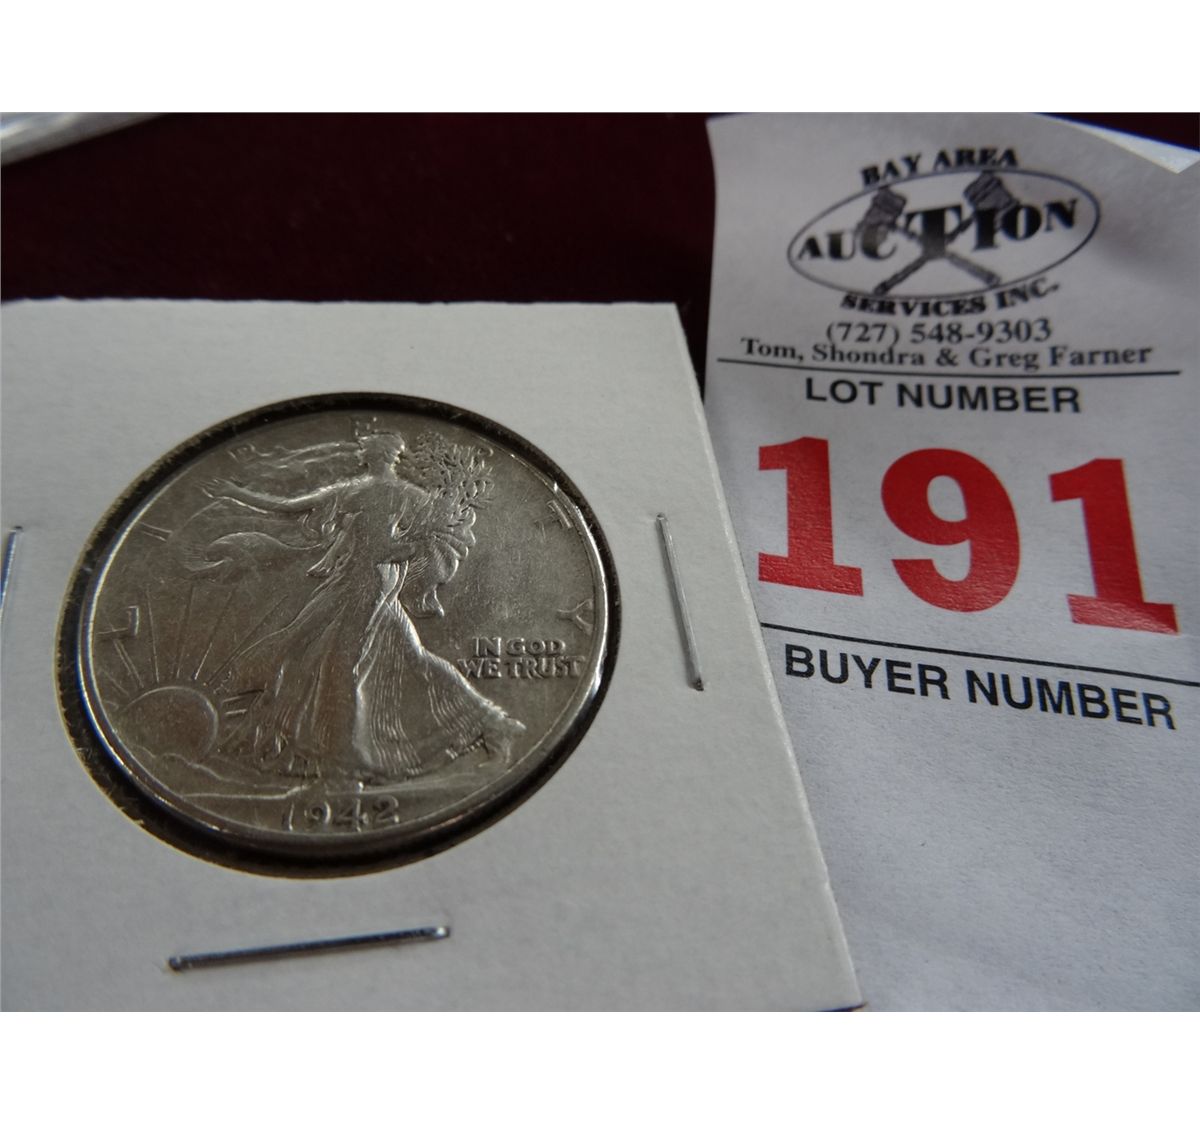 LIBERTY
IN GOD
WE TRUST
1942
BAY AREA
AUCTION
SERVICES INC.
(727) 548-9303
Tom, Shondra & Greg Farner
LOT NUMBER
191
BUYER NUMBER